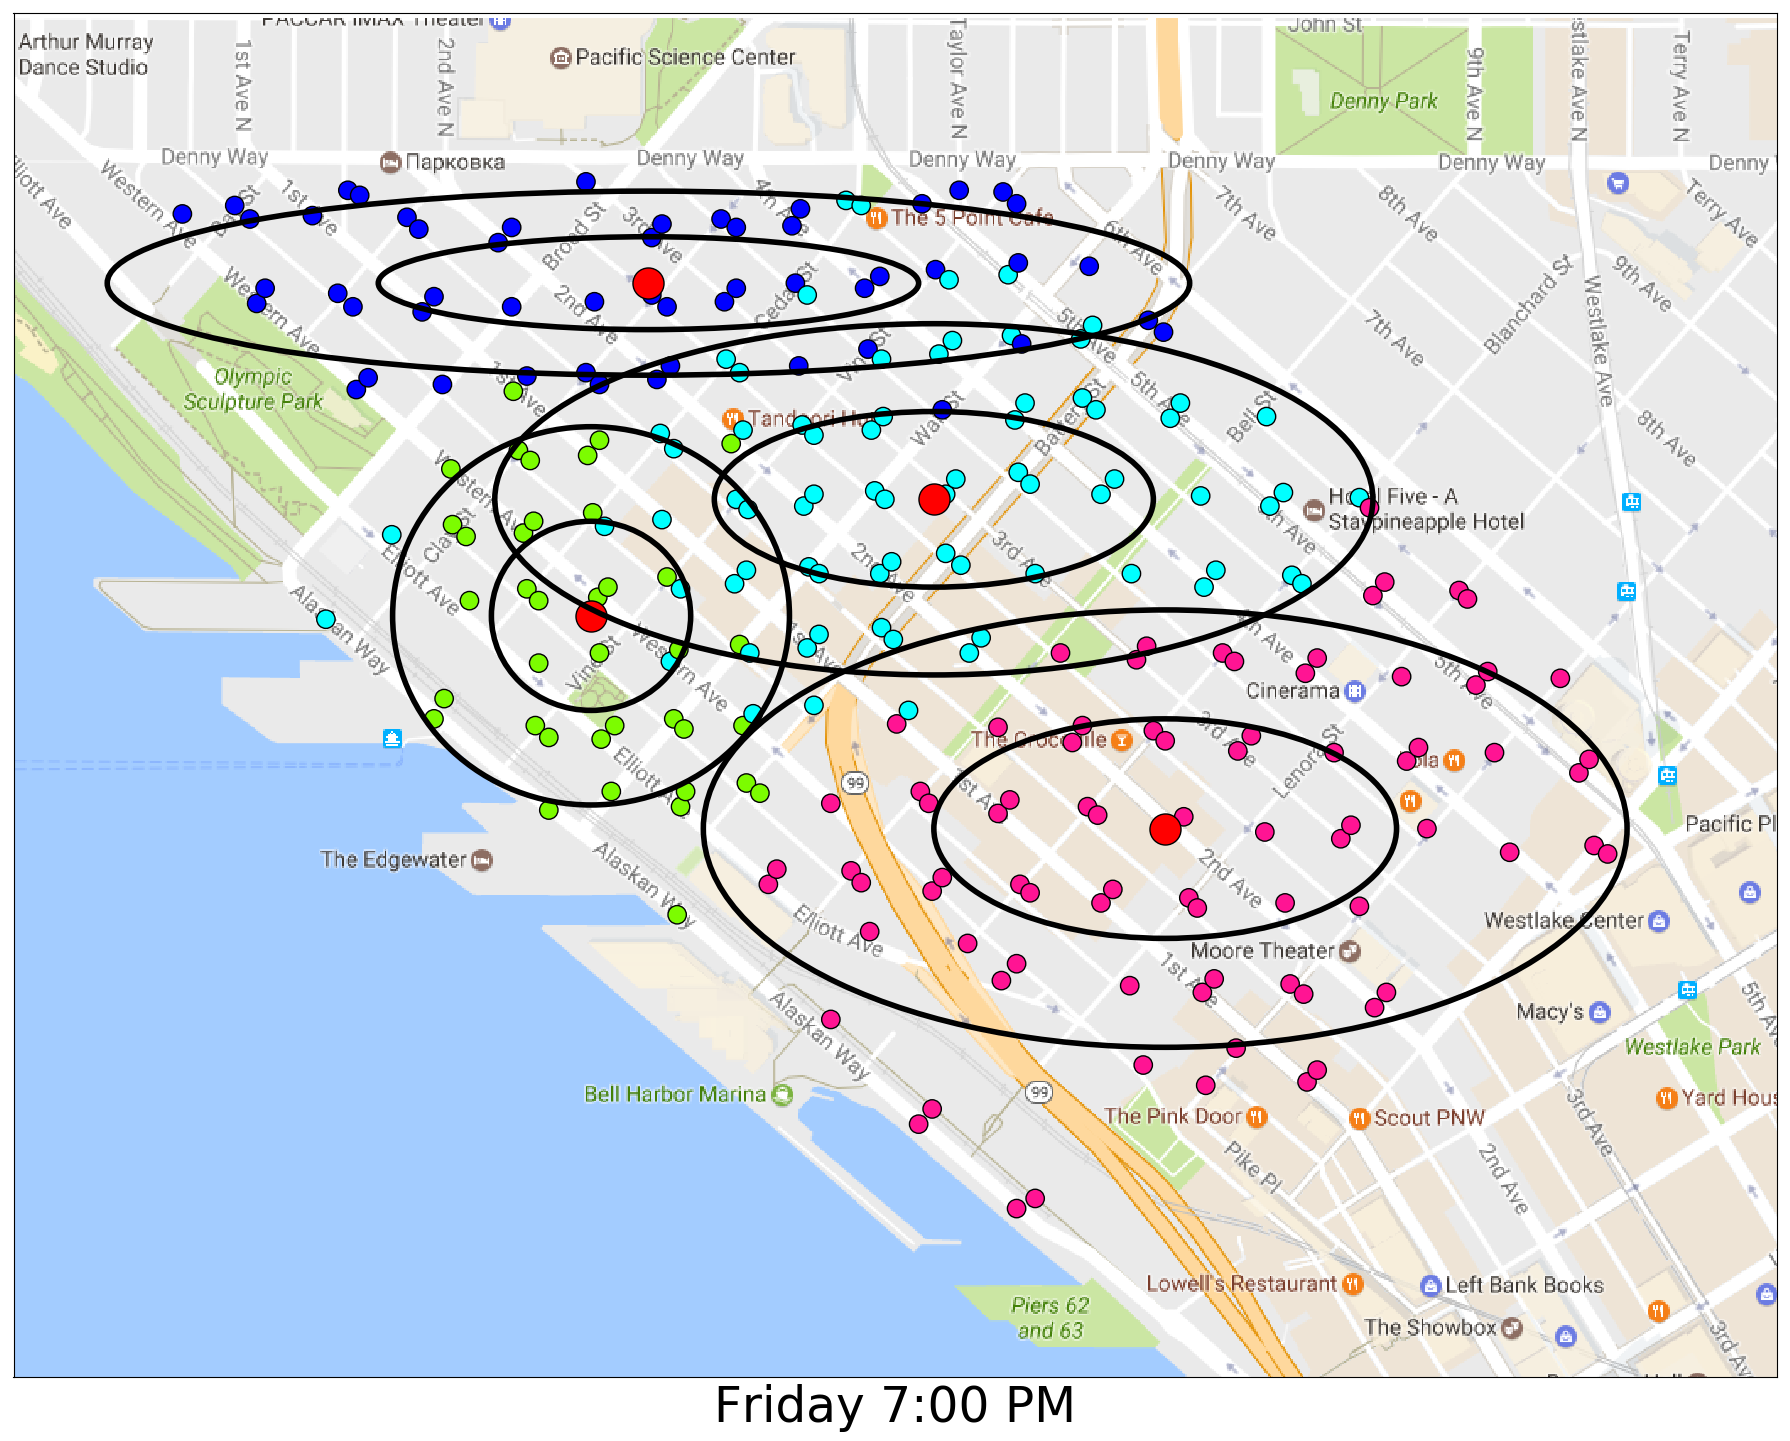 PACCAR IMAX Theater
John St
Arthur Murray
Dance Studio
Pacific Science Center
1st Ave N
2nd Ave N
Taylor Ave N
9th Ave N
stlake Ave N
Terry Ave N
Denny Park
Denny Way
Парковка
Denny Way
Denny Way
Denny Way
Denny Way
Denny
lliott Ave
Western Ave
1st Ave
Broad St
3rd Ave
4th Ave
The 5 Point Cafe
6th Ave
7th Ave
8th Ave
Terry Ave
9th Ave
Westlake Ave
Blanchard St
Western Ave
2nd Ave
Cedar St
Vine St
5th Ave
7th Ave
Olympic
Sculpture Park
1st Ave
5th Ave
8th Ave
Wall St
Battery St
Bell St
Western Ave
Clay St
Elliott Ave
Hotel Five - A
Staypineapple Hotel
4th Ave
3rd Ave
2nd Ave
Alaskan Way
Vine St
Western Ave
1st Ave
4th Ave
5th Ave
Cinerama
The Crocodile
3rd Ave
Lenora St
Elliott Ave
99
1st Ave
Pacific Pl
The Edgewater
Alaskan Way
2nd Ave
Elliott Ave
Westlake Center
Moore Theater
1st Ave
Alaskan Way
Macy's
5th Ave
Westlake Park
Bell Harbor Marina
99
The Pink Door
Scout PNW
3rd Ave
Yard Hous
Pike Pl
2nd Ave
Lowell's Restaurant
Left Bank Books
Piers 62
and 63
The Showbox
3rd Ave
Friday 7:00 PM